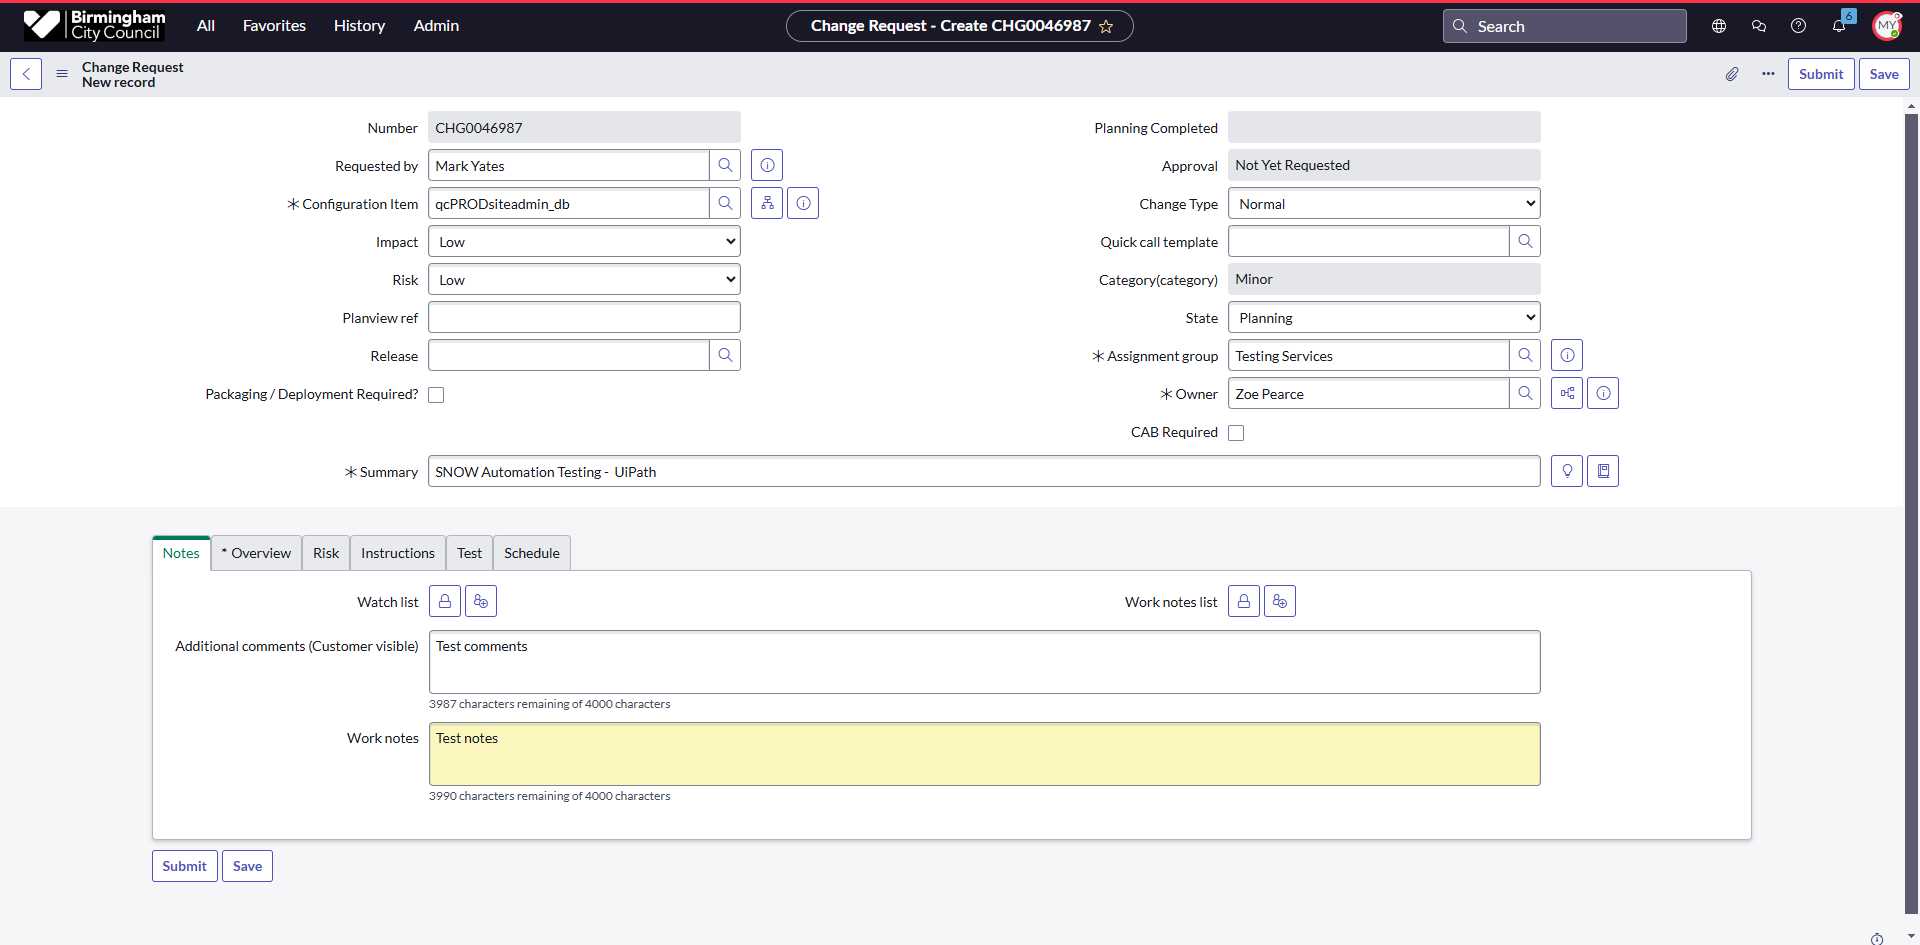 Birmingham
City Council
All
Favorites
History
Admin
Change Request - Create CHG0046987
Search
6
MY
Change Request
New record
Submit
Save
Number
CHG0046987
Planning Completed
Requested by
Mark Yates
Approval
Not Yet Requested
Configuration Item
qcPRODsiteadmin_db
Change Type
Normal
Impact
Low
Quick call template
Risk
Low
Category(category)
Minor
Planview ref
State
Planning
Release
Assignment group
Testing Services
Packaging / Deployment Required?
Owner
Zoe Pearce
CAB Required
Summary
SNOW Automation Testing -  UiPath
Notes
* Overview
Risk
Instructions
Test
Schedule
Watch list
Work notes list
Additional comments (Customer visible)
Test comments
3987 characters remaining of 4000 characters
Work notes
Test notes
3990 characters remaining of 4000 characters
Submit
Save